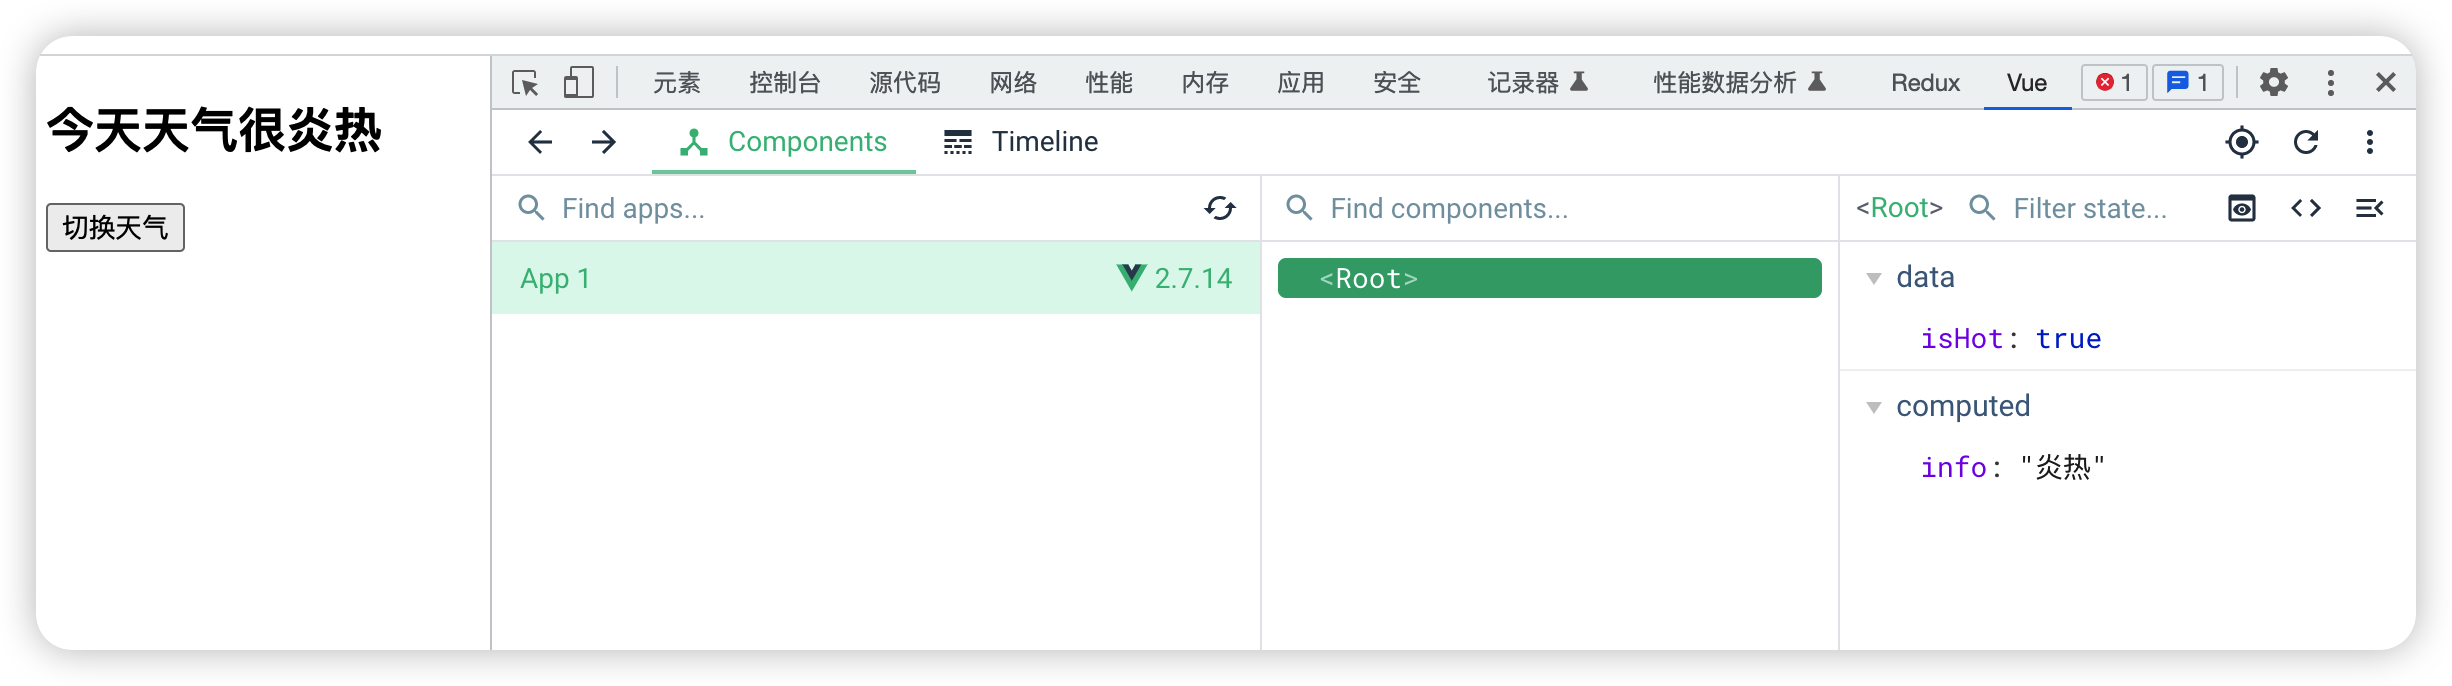 今天天气很炎热
切换天气
元素 控制台 源代码 网络 性能 内存 应用 安全 记录器 性能数据分析 Redux Vue 1 1
Components Timeline
Find apps...
App 1 2.7.14
Find components...
<Root>
<Root> Filter state...
data
isHot: true
computed
info: "炎热"